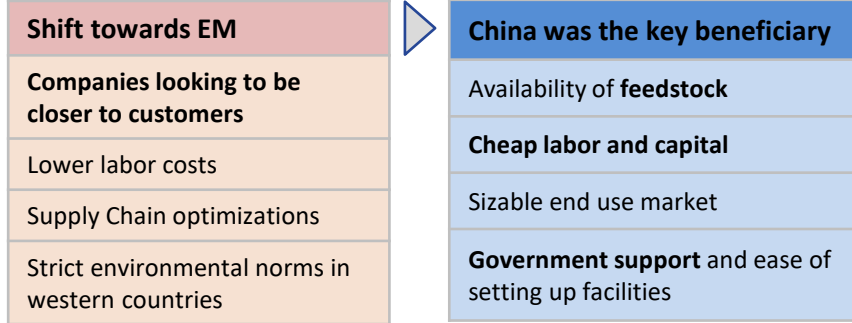 Shift towards EM
Companies looking to be
closer to customers
Lower labor costs
Supply Chain optimizations
Strict environmental norms in
western countries
China was the key beneficiary
Availability of feedstock
Cheap labor and capital
Sizable end use market
Government support and ease of
setting up facilities